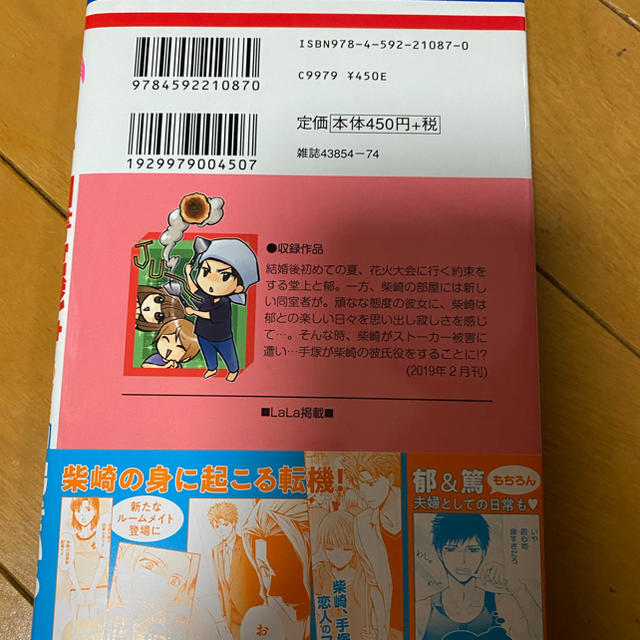 ISBN978-4-592-21087-0
C9979 ¥450E
9784592210870
定価 本体450円+税
雑誌43854-74
1929979004507
JU
●収録作品
結婚後初めての夏、花火大会に行く約束を
する堂上と郁。一方、柴崎の部屋には新し
い同室者が。頑なな態度の彼女に、柴崎は
郁との楽しい日々を思い出し寂しさを感じ
て…。そんな時、柴崎がストーカー被害に
遭い…手塚が柴崎の彼氏役をすることに!?
(2019年2月刊)
■LaLa掲載■
柴崎の身に起こる転機!
新たな
ルームメイト
登場に
お
柴崎、手塚
恋人の
郁&篤 もちろん
夫婦としての日常も♥
いや